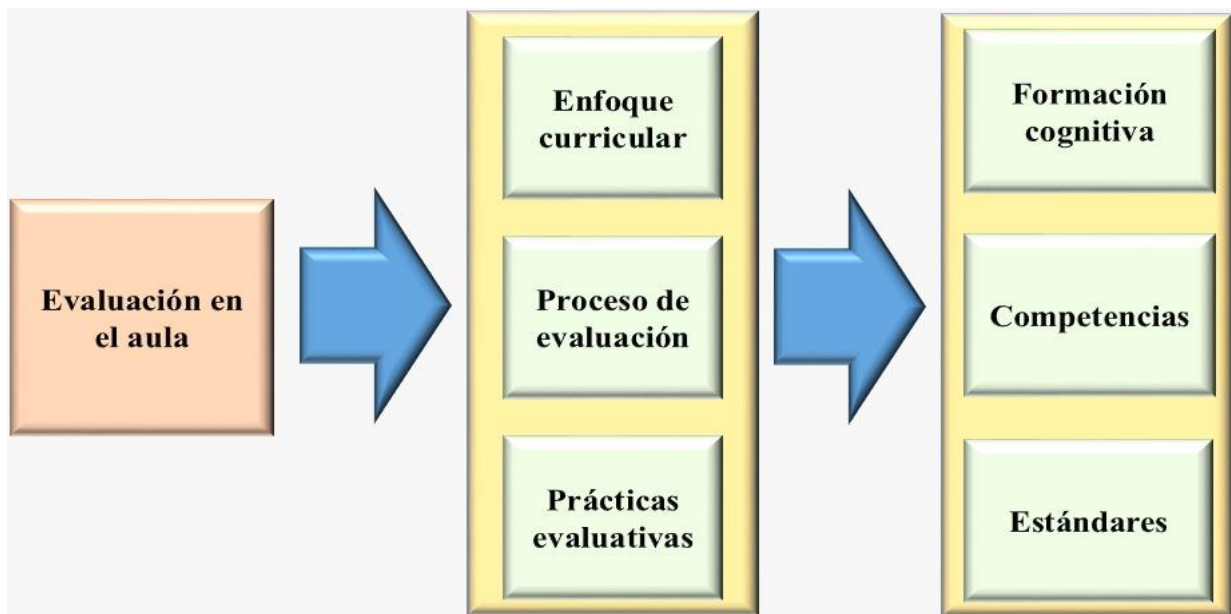 Evaluación en
el aula
Enfoque
curricular
Proceso de
evaluación
Prácticas
evaluativas
Formación
cognitiva
Competencias
Estándares